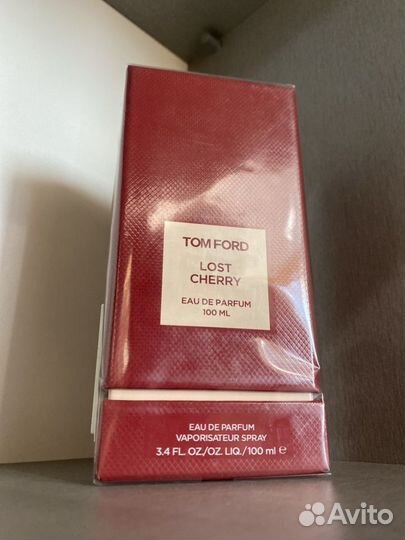 TOM FORD
LOST
CHERRY
EAU DE PARFUM
100 ML
EAU DE PARFUM
VAPORISATEUR SPRAY
3.4 FL. OZ./OZ. LIQ./100 ml e
Avito